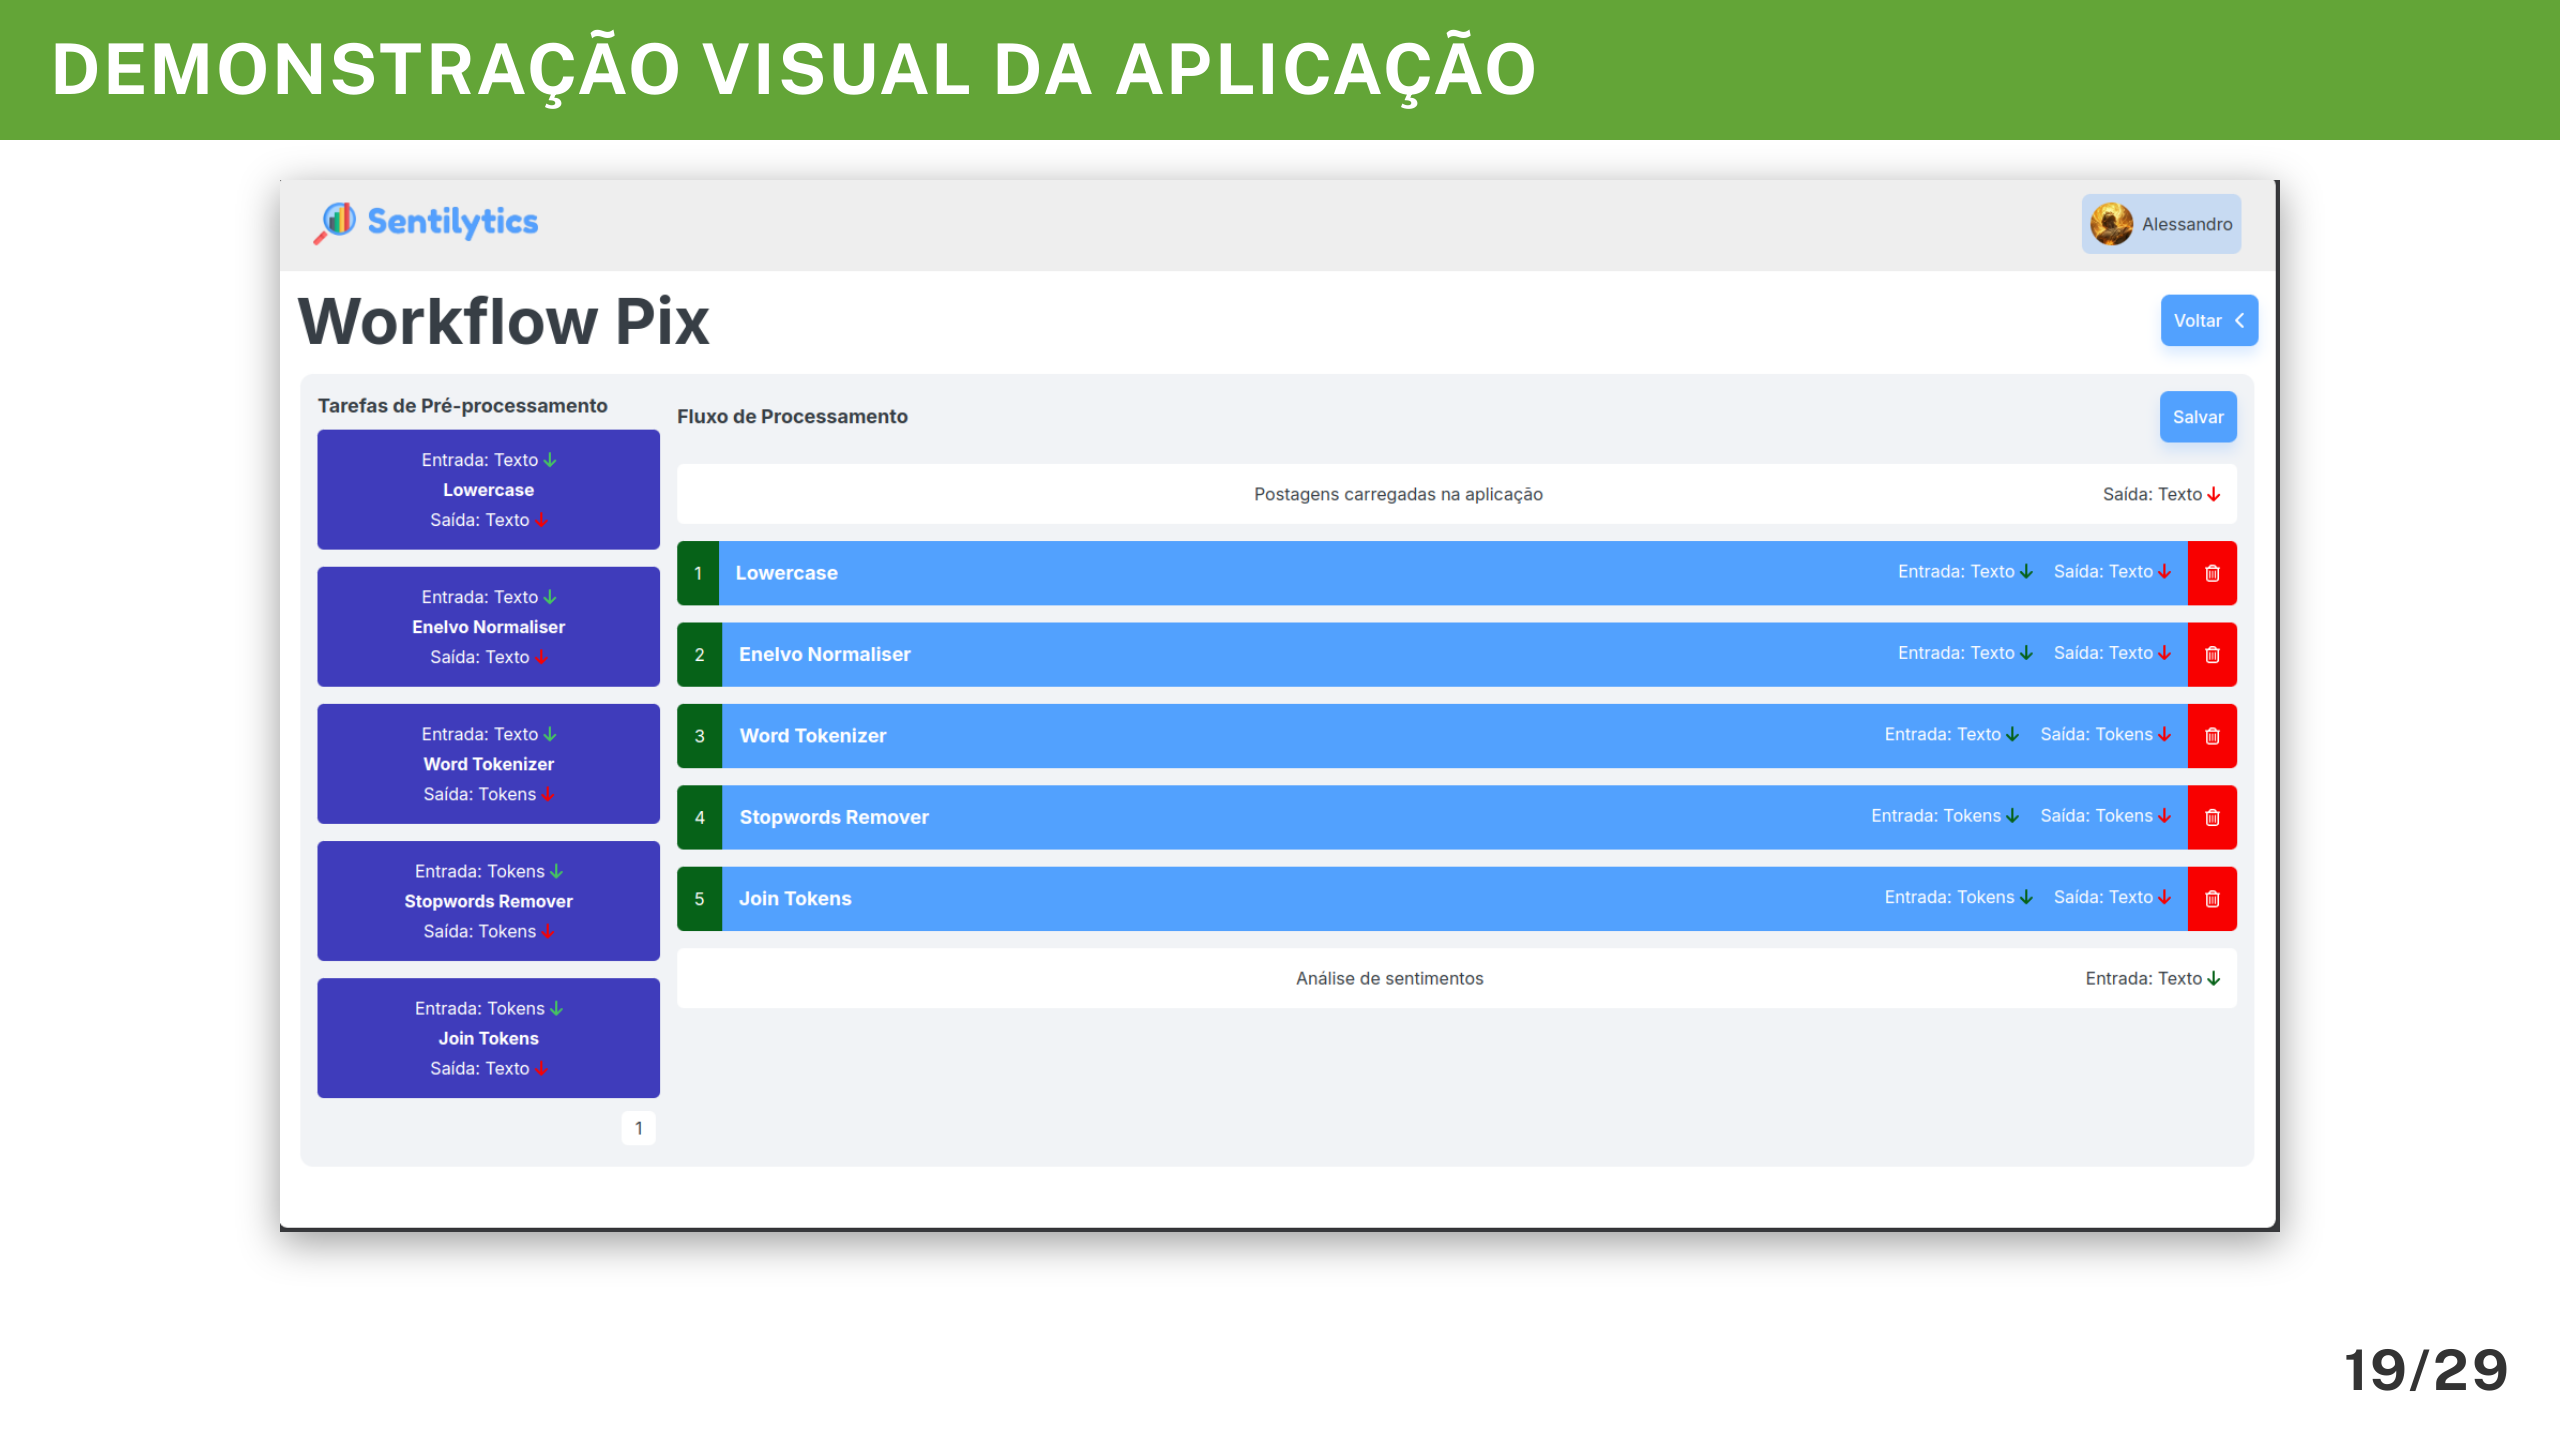 DEMONSTRAÇÃO VISUAL DA APLICAÇÃO
Sentilytics
Alessandro
Workflow Pix
Voltar
Tarefas de Pré-processamento
Entrada: Texto
Lowercase
Saída: Texto
Entrada: Texto
Enelvo Normaliser
Saída: Texto
Entrada: Texto
Word Tokenizer
Saída: Tokens
Entrada: Tokens
Stopwords Remover
Saída: Tokens
Entrada: Tokens
Join Tokens
Saída: Texto
1
Fluxo de Processamento
Salvar
Postagens carregadas na aplicação Saída: Texto
1 Lowercase Entrada: Texto Saída: Texto
2 Enelvo Normaliser Entrada: Texto Saída: Texto
3 Word Tokenizer Entrada: Texto Saída: Tokens
4 Stopwords Remover Entrada: Tokens Saída: Tokens
5 Join Tokens Entrada: Tokens Saída: Texto
Análise de sentimentos Entrada: Texto
19/29